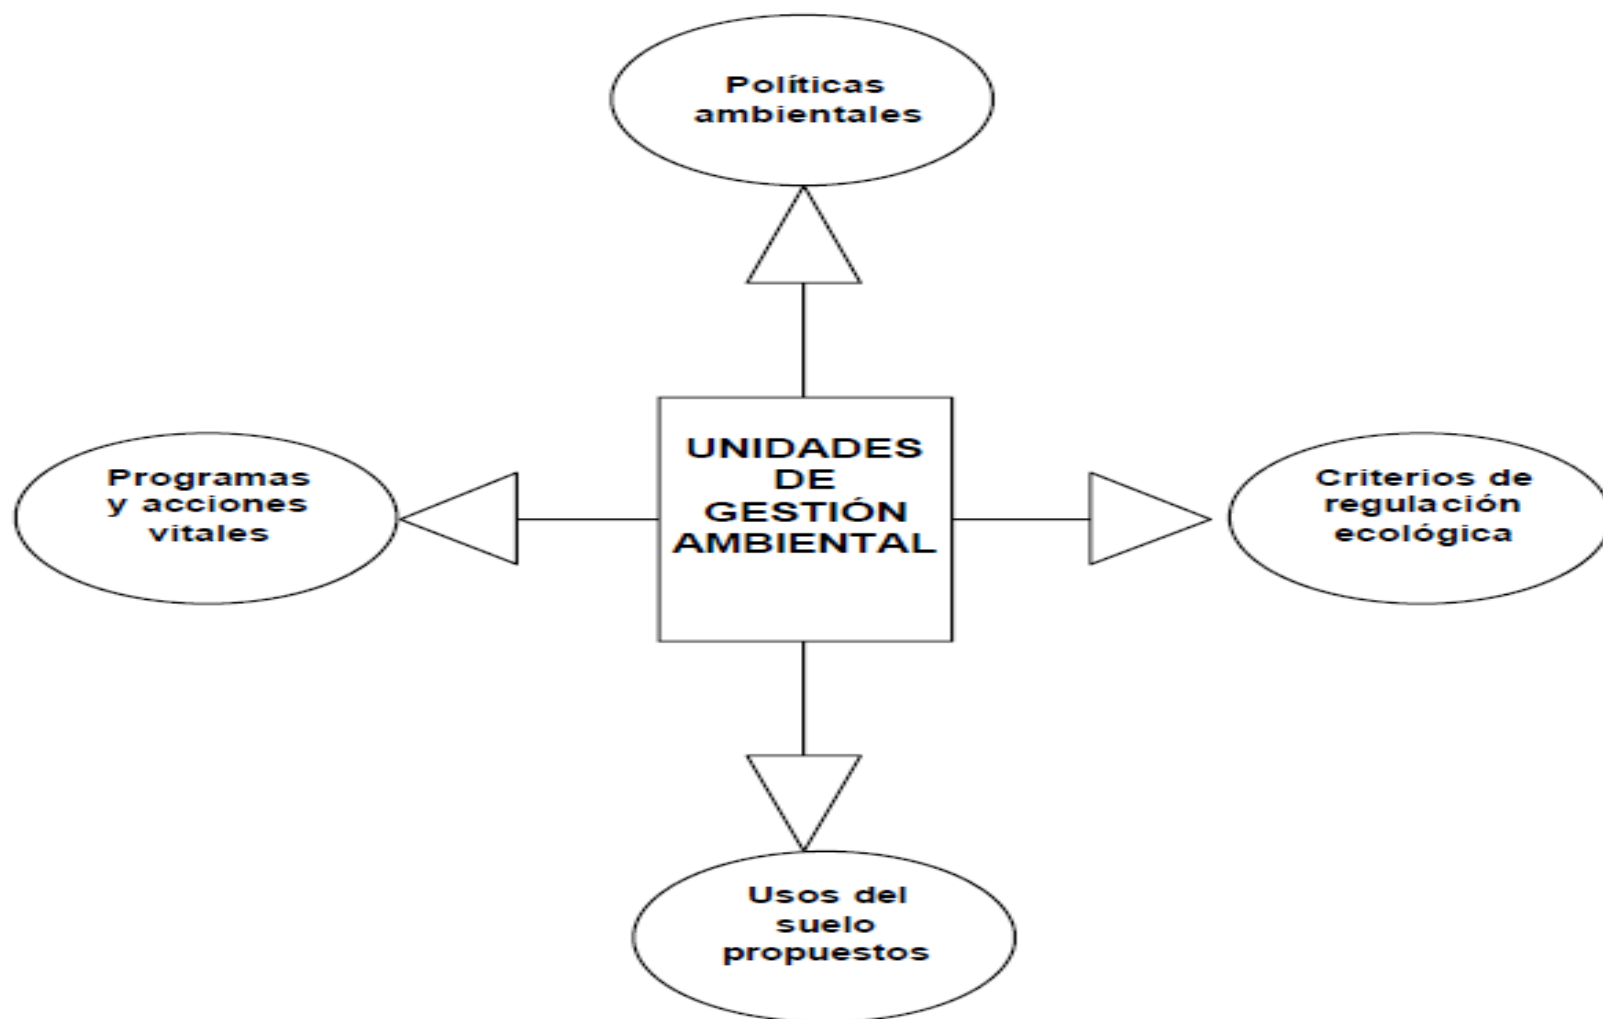 Políticas
ambientales
UNIDADES
DE
GESTIÓN
AMBIENTAL
Programas
y acciones
vitales
Criterios de
regulación
ecológica
Usos del
suelo
propuestos